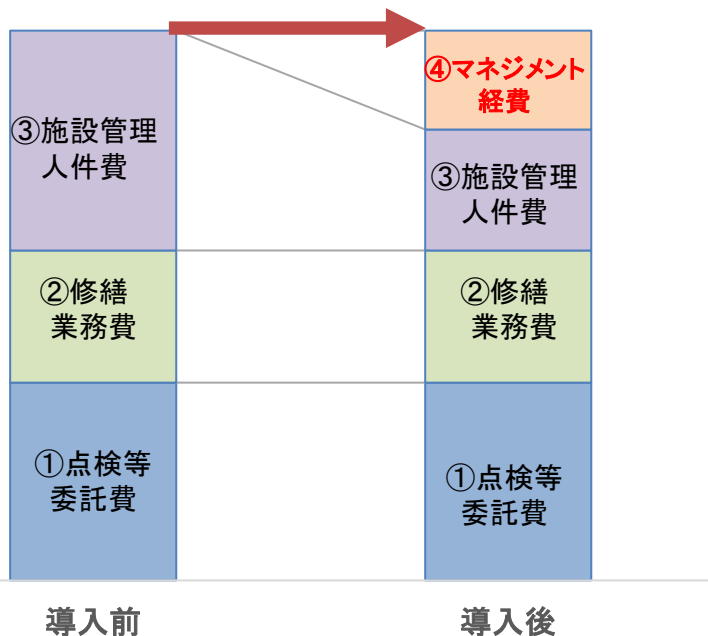 ③施設管理
人件費
②修繕
業務費
①点検等
委託費
導入前
④マネジメント
経費
③施設管理
人件費
②修繕
業務費
①点検等
委託費
導入後